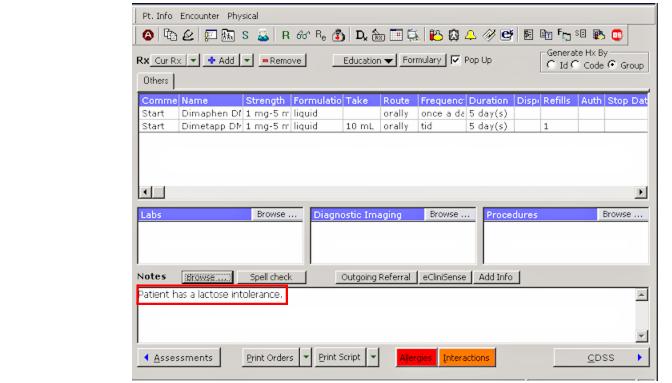 Pt. Info Encounter Physical
Rx Cur Rx Add Remove Education Formulary Pop Up
Generate Hx By
Id Code Group
Others
Comme Name Strength Formulatio Take Route Frequenc Duration Disp Refills Auth Stop Dat
Start Dimaphen DM 1 mg-5 m liquid orally once a da 5 day(s)
Start Dimetapp DM 1 mg-5 m liquid 10 mL orally tid 5 day(s) 1
Labs Browse ... Diagnostic Imaging Browse ... Procedures Browse ...
Notes Browse ... Spell check Outgoing Referral eCliniSense Add Info
Patient has a lactose intolerance.
Assessments Print Orders Print Script Allergies Interactions CDSS